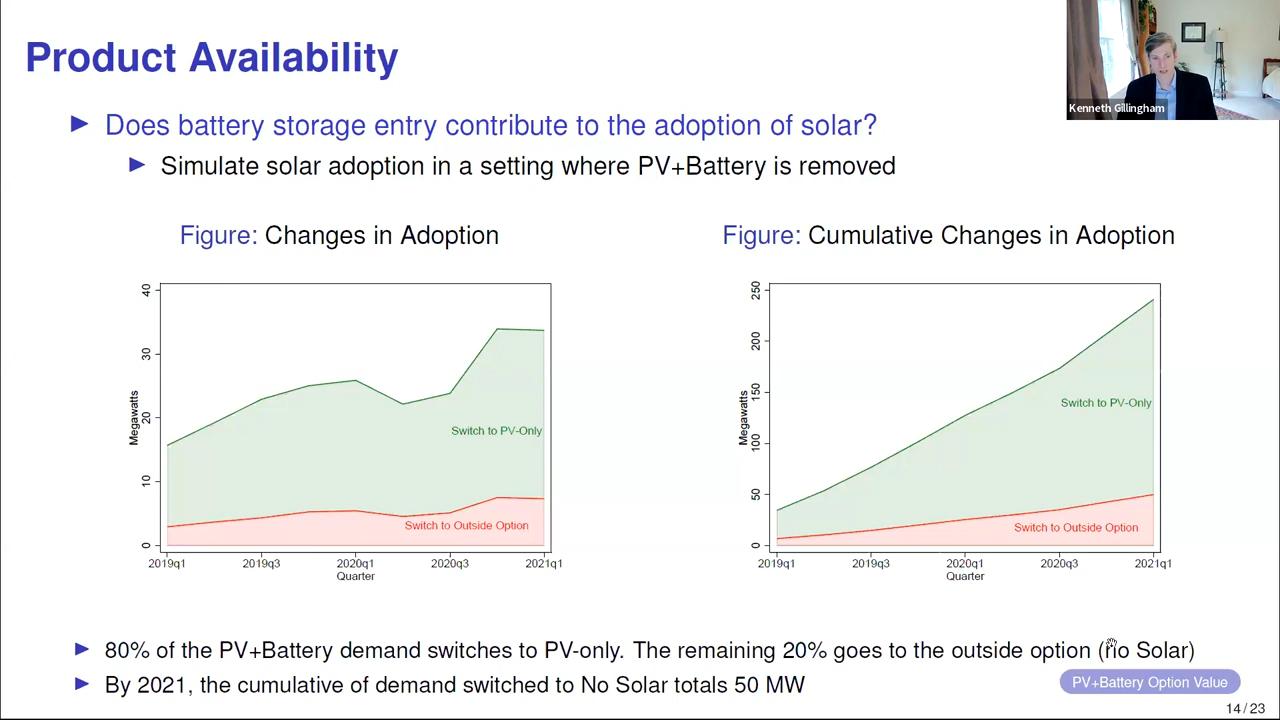 Product Availability
Kenneth Gillingham
Does battery storage entry contribute to the adoption of solar?
Simulate solar adoption in a setting where PV+Battery is removed
Figure: Changes in Adoption
Figure: Cumulative Changes in Adoption
40
30
20
10
0
Megawatts
Switch to PV-Only
Switch to Outside Option
2019q1 2019q3 2020q1 2020q3 2021q1
Quarter
250
200
150
100
50
0
Megawatts
Switch to PV-Only
Switch to Outside Option
2019q1 2019q3 2020q1 2020q3 2021q1
Quarter
80% of the PV+Battery demand switches to PV-only. The remaining 20% goes to the outside option (no Solar)
By 2021, the cumulative of demand switched to No Solar totals 50 MW
PV+Battery Option Value
14/23